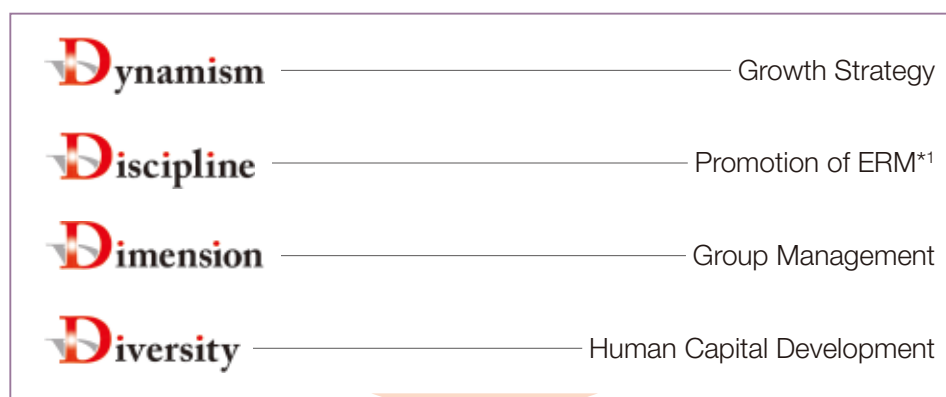 Dynamism Growth Strategy
Discipline Promotion of ERM*1
Dimension Group Management
Diversity Human Capital Development